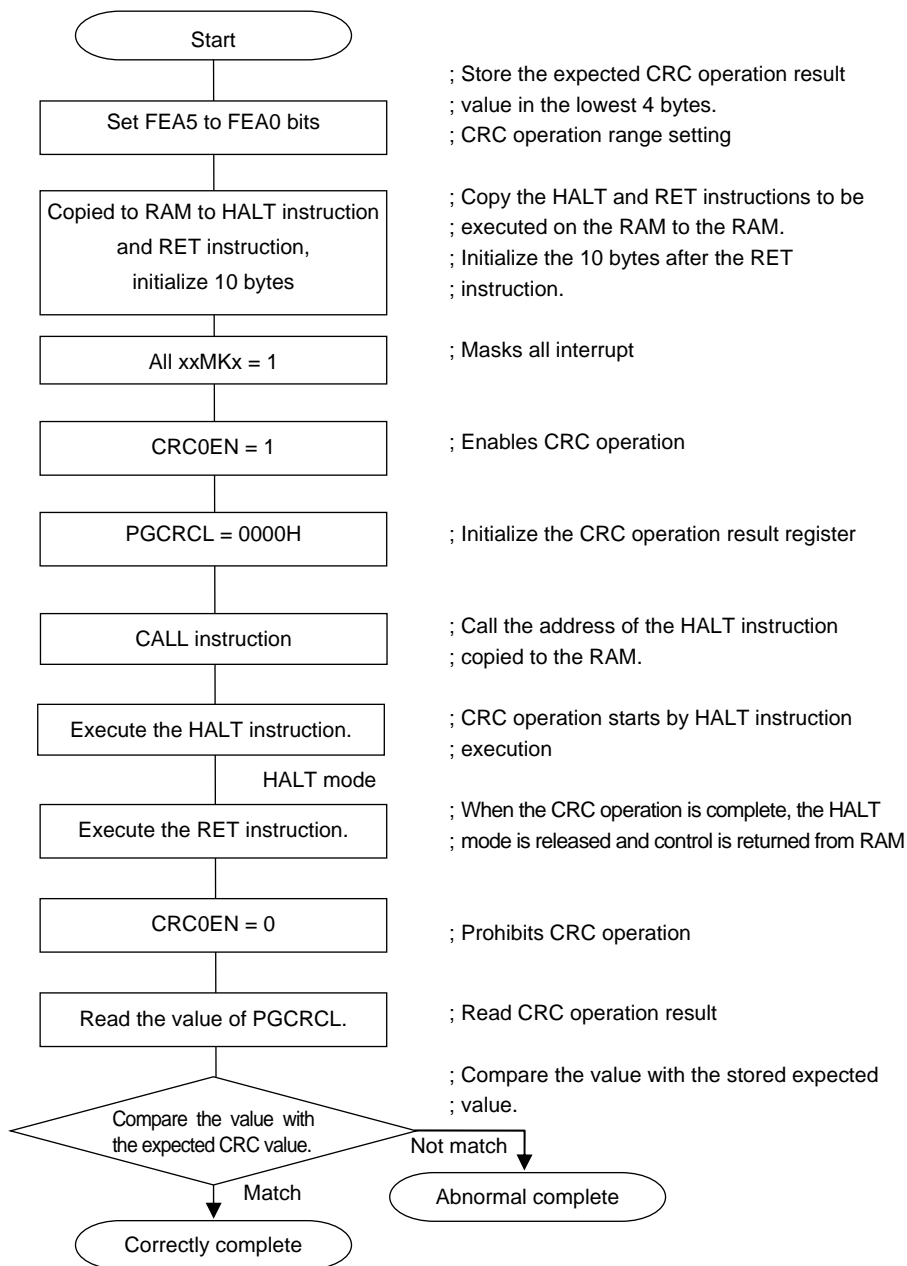 Start
; Store the expected CRC operation result
; value in the lowest 4 bytes.
Set FEA5 to FEA0 bits
; CRC operation range setting
Copied to RAM to HALT instruction
and RET instruction,
initialize 10 bytes
; Copy the HALT and RET instructions to be
; executed on the RAM to the RAM.
; Initialize the 10 bytes after the RET
; instruction.
All xxMKx = 1
; Masks all interrupt
CRC0EN = 1
; Enables CRC operation
PGCRCL = 0000H
; Initialize the CRC operation result register
CALL instruction
; Call the address of the HALT instruction
; copied to the RAM.
Execute the HALT instruction.
; CRC operation starts by HALT instruction
; execution
HALT mode
Execute the RET instruction.
; When the CRC operation is complete, the HALT
; mode is released and control is returned from RAM
CRC0EN = 0
; Prohibits CRC operation
Read the value of PGCRCL.
; Read CRC operation result
; Compare the value with the stored expected
; value.
Compare the value with
the expected CRC value.
Not match
Match
Abnormal complete
Correctly complete